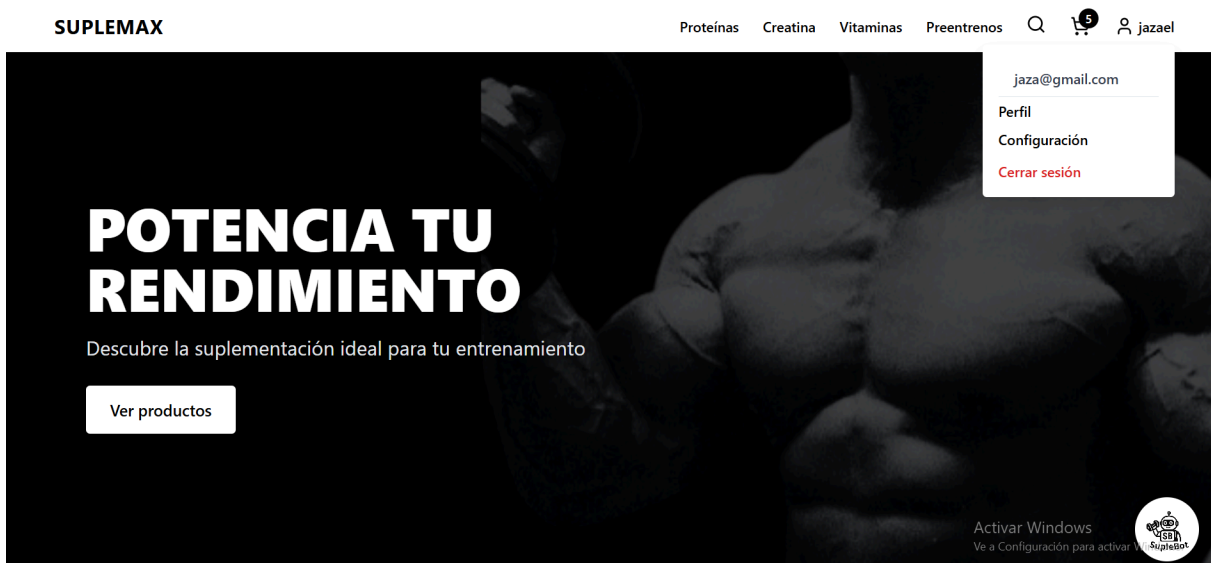 SUPLEMAX
Proteínas Creatina Vitaminas Preentrenos 5 jazael
jaza@gmail.com
Perfil
Configuración
Cerrar sesión
POTENCIA TU
RENDIMIENTO
Descubre la suplementación ideal para tu entrenamiento
Ver productos
Activar Windows
Ve a Configuración para activar
SB
SupleBot